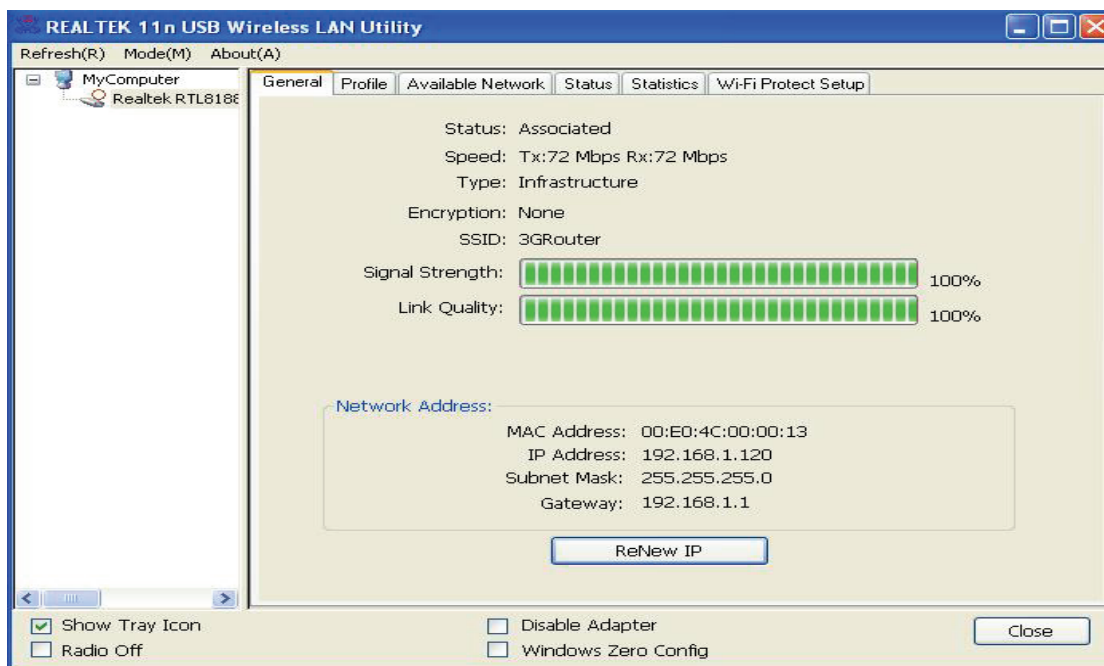 REALTEK 11n USB Wireless LAN Utility
Refresh(R) Mode(M) About(A)
MyComputer
Realtek RTL8188
General Profile Available Network Status Statistics Wi-Fi Protect Setup
Status: Associated
Speed: Tx:72 Mbps Rx:72 Mbps
Type: Infrastructure
Encryption: None
SSID: 3GRouter
Signal Strength: 100%
Link Quality: 100%
Network Address:
MAC Address: 00:E0:4C:00:00:13
IP Address: 192.168.1.120
Subnet Mask: 255.255.255.0
Gateway: 192.168.1.1
ReNew IP
Show Tray Icon Disable Adapter Close
Radio Off Windows Zero Config